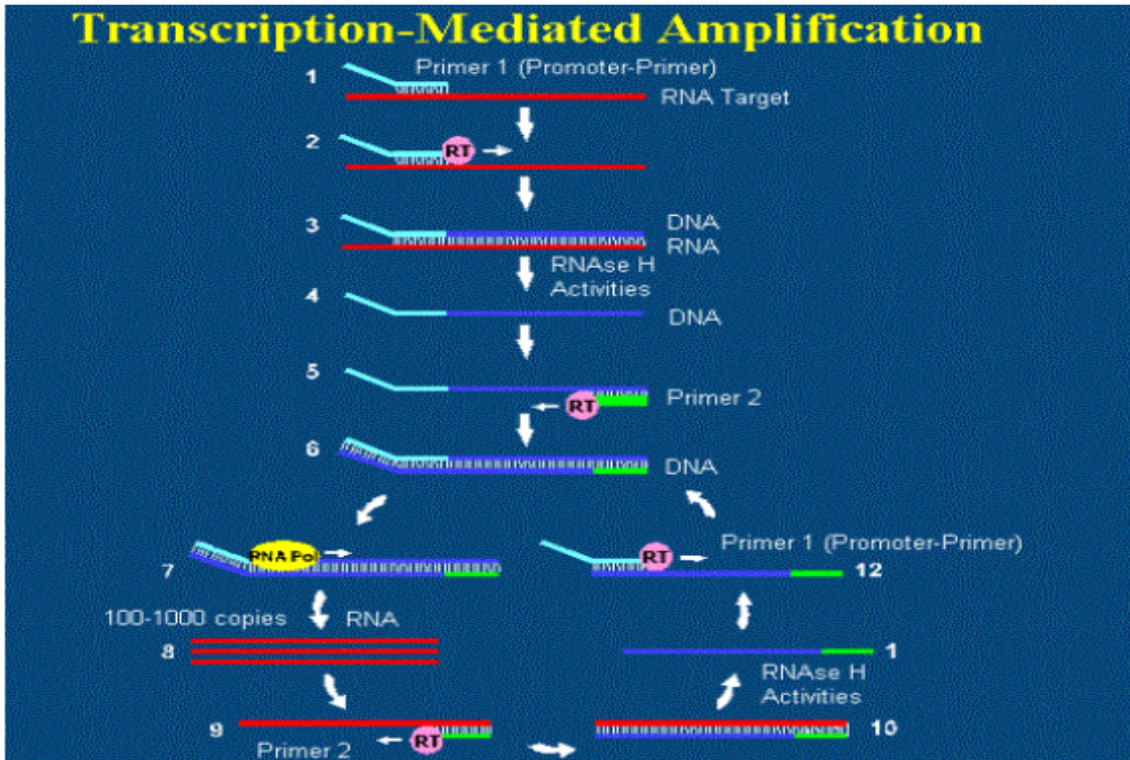 Transcription-Mediated Amplification
1
Primer 1 (Promoter-Primer)
RNA Target
2
RT
3
DNA
RNA
RNAse H
Activities
4
DNA
5
RT
Primer 2
6
DNA
7
RNA Pol
RT
Primer 1 (Promoter-Primer)
12
100-1000 copies
RNA
8
1
RNAse H
Activities
9
Primer 2
RT
10